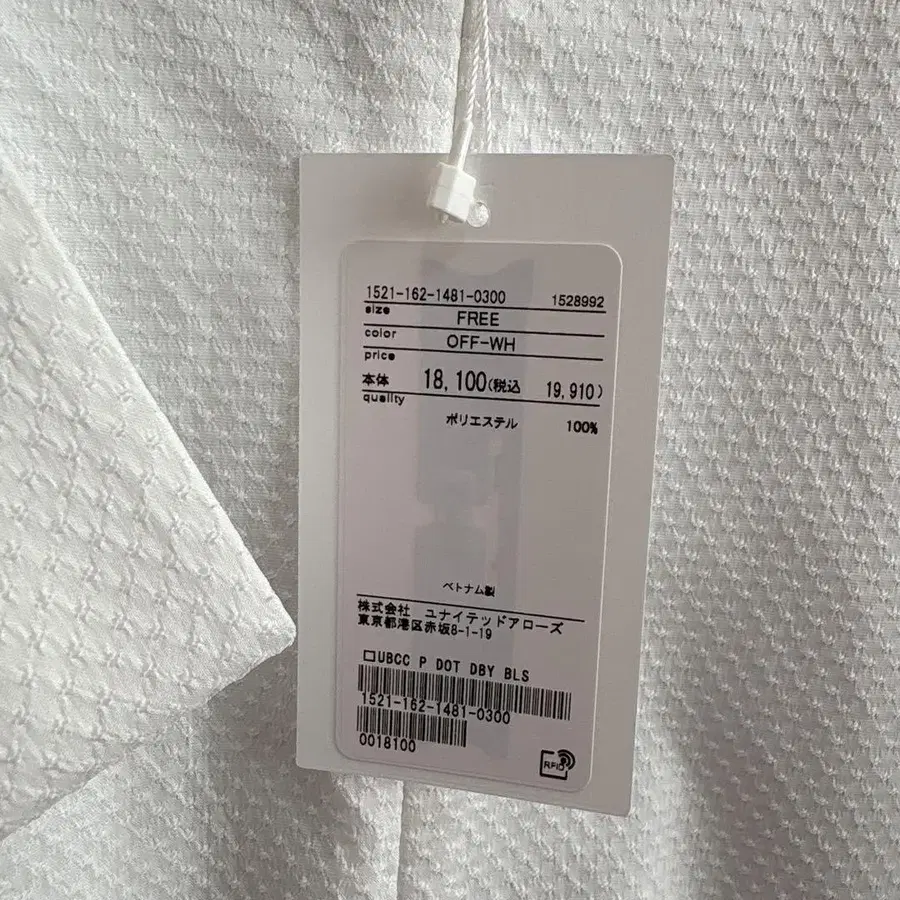 1521-162-1481-0300 1528992
size FREE
color OFF-WH
price
本体 18,100(税込 19,910)
quality
ポリエステル 100%
ベトナム製
株式会社 ユナイテッドアローズ
東京都港区赤坂8-1-19
□UBCC P DOT DBY BLS
1521-162-1481-0300
0018100
RFID